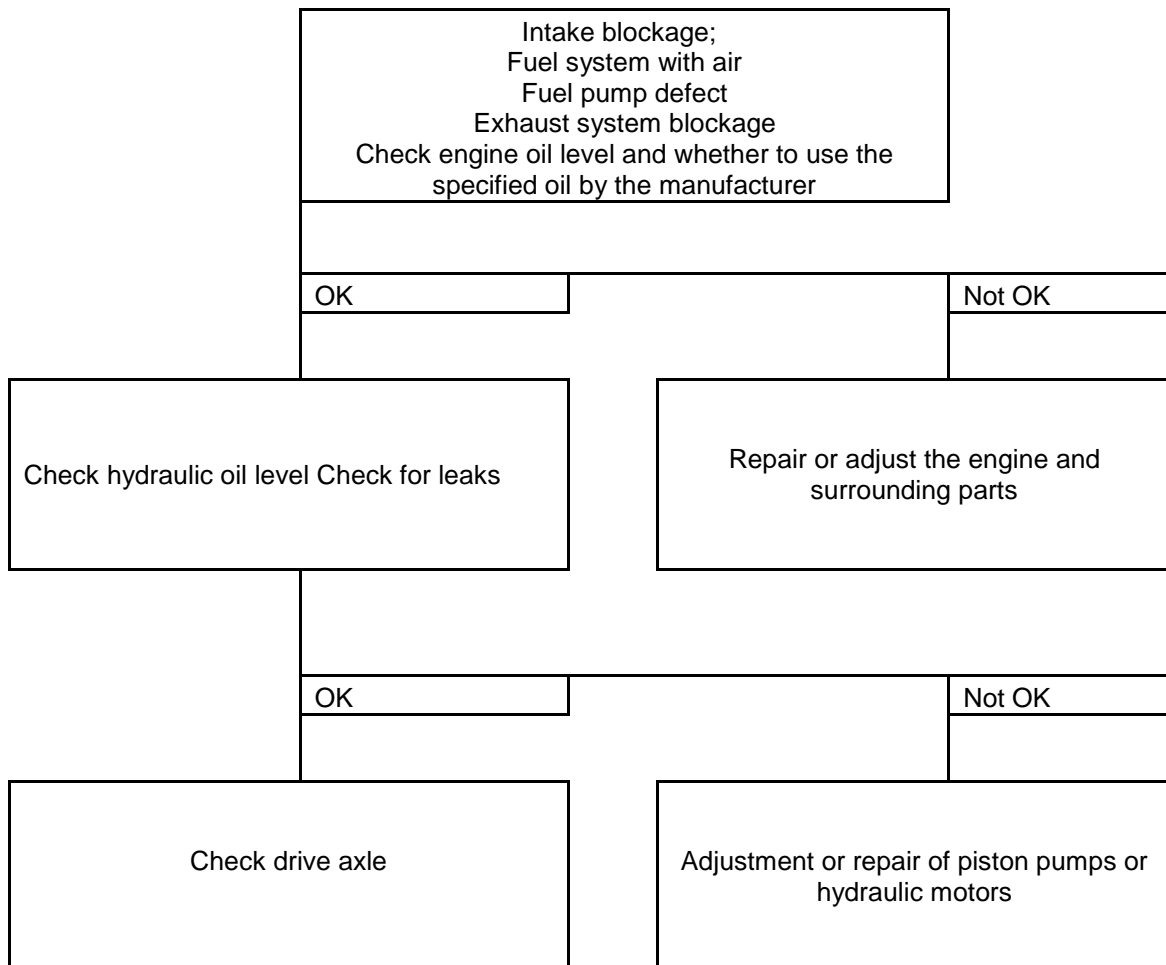 Intake blockage;
Fuel system with air
Fuel pump defect
Exhaust system blockage
Check engine oil level and whether to use the
specified oil by the manufacturer
OK
Not OK
Check hydraulic oil level Check for leaks
Repair or adjust the engine and
surrounding parts
OK
Not OK
Check drive axle
Adjustment or repair of piston pumps or
hydraulic motors